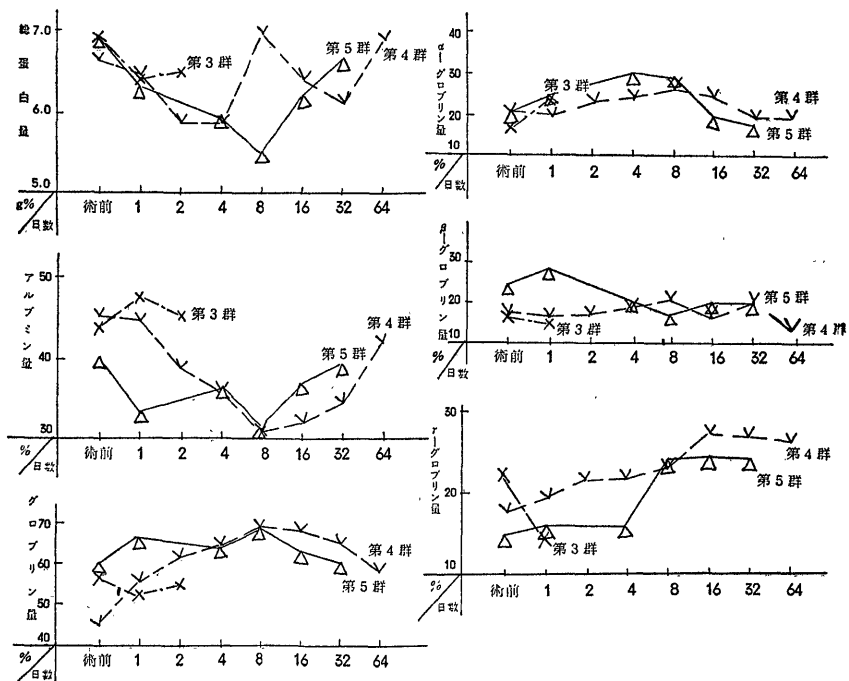 総蛋白量
7.0
6.0
5.0
g%
日数
術前 1 2 4 8 16 32 64
第3群
第5群
第4群
アルブミン量
50
40
30
%
日数
術前 1 2 4 8 16 32 64
第3群
第5群
第4群
グロブリン量
70
60
50
40
%
日数
術前 1 2 4 8 16 32 64
第4群
第5群
第3群
α-グロブリン量
40
30
20
10
%
日数
術前 1 2 4 8 16 32 64
第3群
第4群
第5群
β-グロブリン量
30
20
10
%
日数
術前 1 2 4 8 16 32 64
第3群
第5群
第4群
γ-グロブリン量
30
20
10
%
日数
術前 1 2 4 8 16 32 64
第4群
第5群
第3群